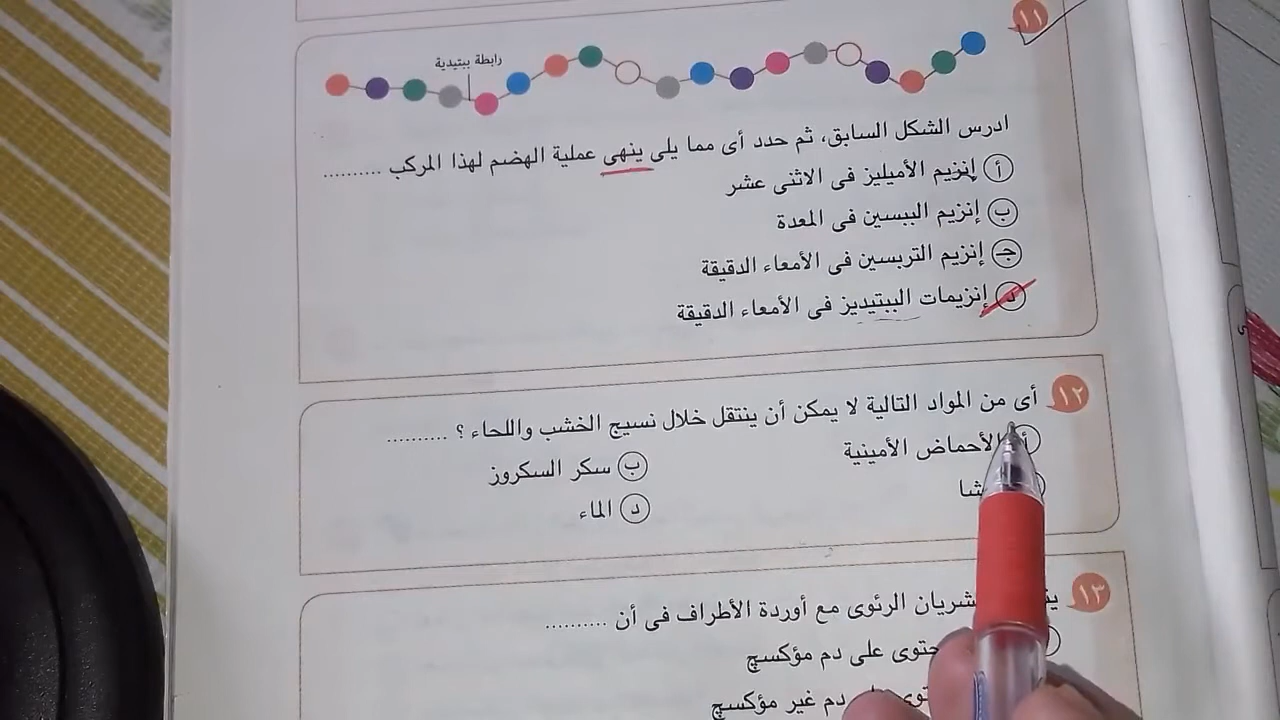 ١١
رابطة ببتيدية
ادرس الشكل السابق، ثم حدد أى مما يلى ينهى عملية الهضم لهذا المركب ..........
أ إنزيم الأميليز فى الاثنى عشر
ب إنزيم الببسين فى المعدة
جـ إنزيم التربسين فى الأمعاء الدقيقة
د إنزيمات الببتيديز فى الأمعاء الدقيقة
١٢ أى من المواد التالية لا يمكن أن ينتقل خلال نسيج الخشب واللحاء ؟ ..........
أ الأحماض الأمينية
ب سكر السكروز
د الماء
١٣ الرئوى مع أوردة الأطراف فى أن ..........
على دم مؤكسج
دم غير مؤكسج